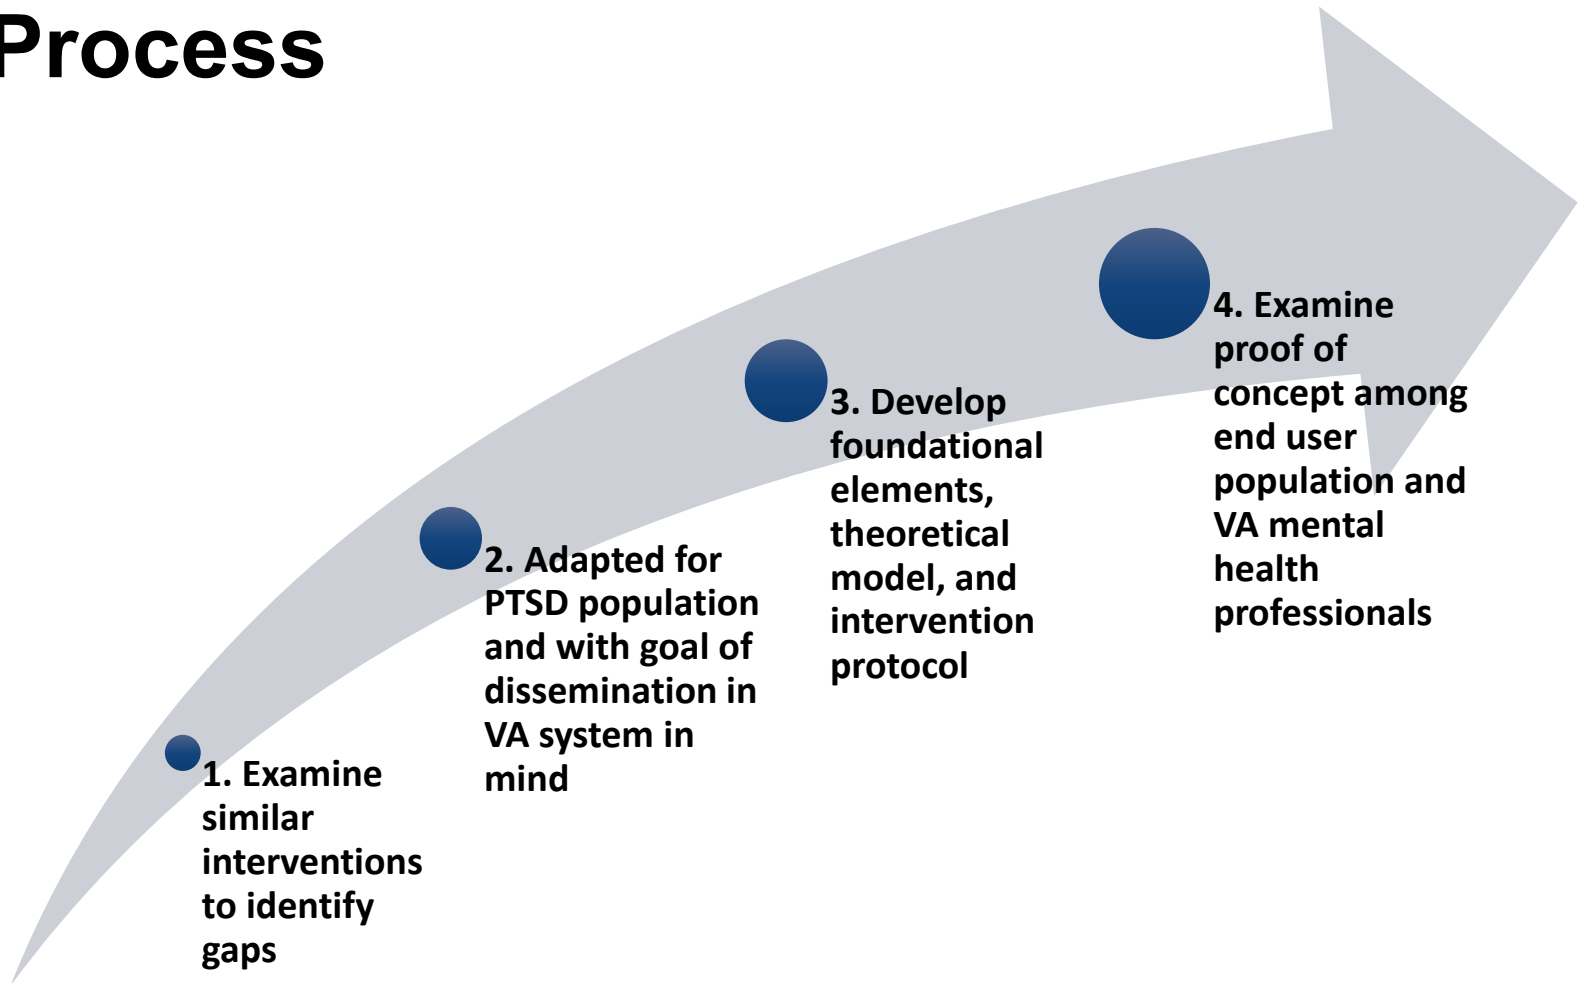 Process
1. Examine
similar
interventions
to identify
gaps
2. Adapted for
PTSD population
and with goal of
dissemination in
VA system in
mind
3. Develop
foundational
elements,
theoretical
model, and
intervention
protocol
4. Examine
proof of
concept among
end user
population and
VA mental
health
professionals